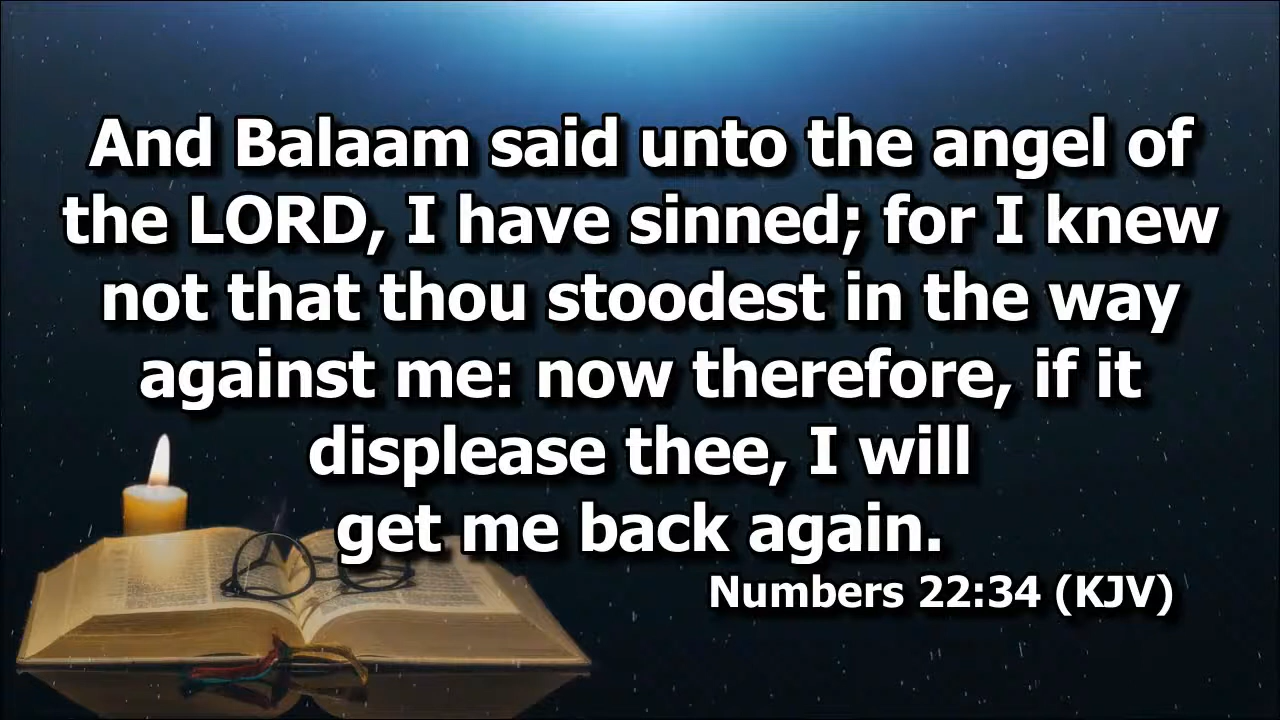 And Balaam said unto the angel of
the LORD, I have sinned; for I knew
not that thou stoodest in the way
against me: now therefore, if it
displease thee, I will
get me back again.
Numbers 22:34 (KJV)